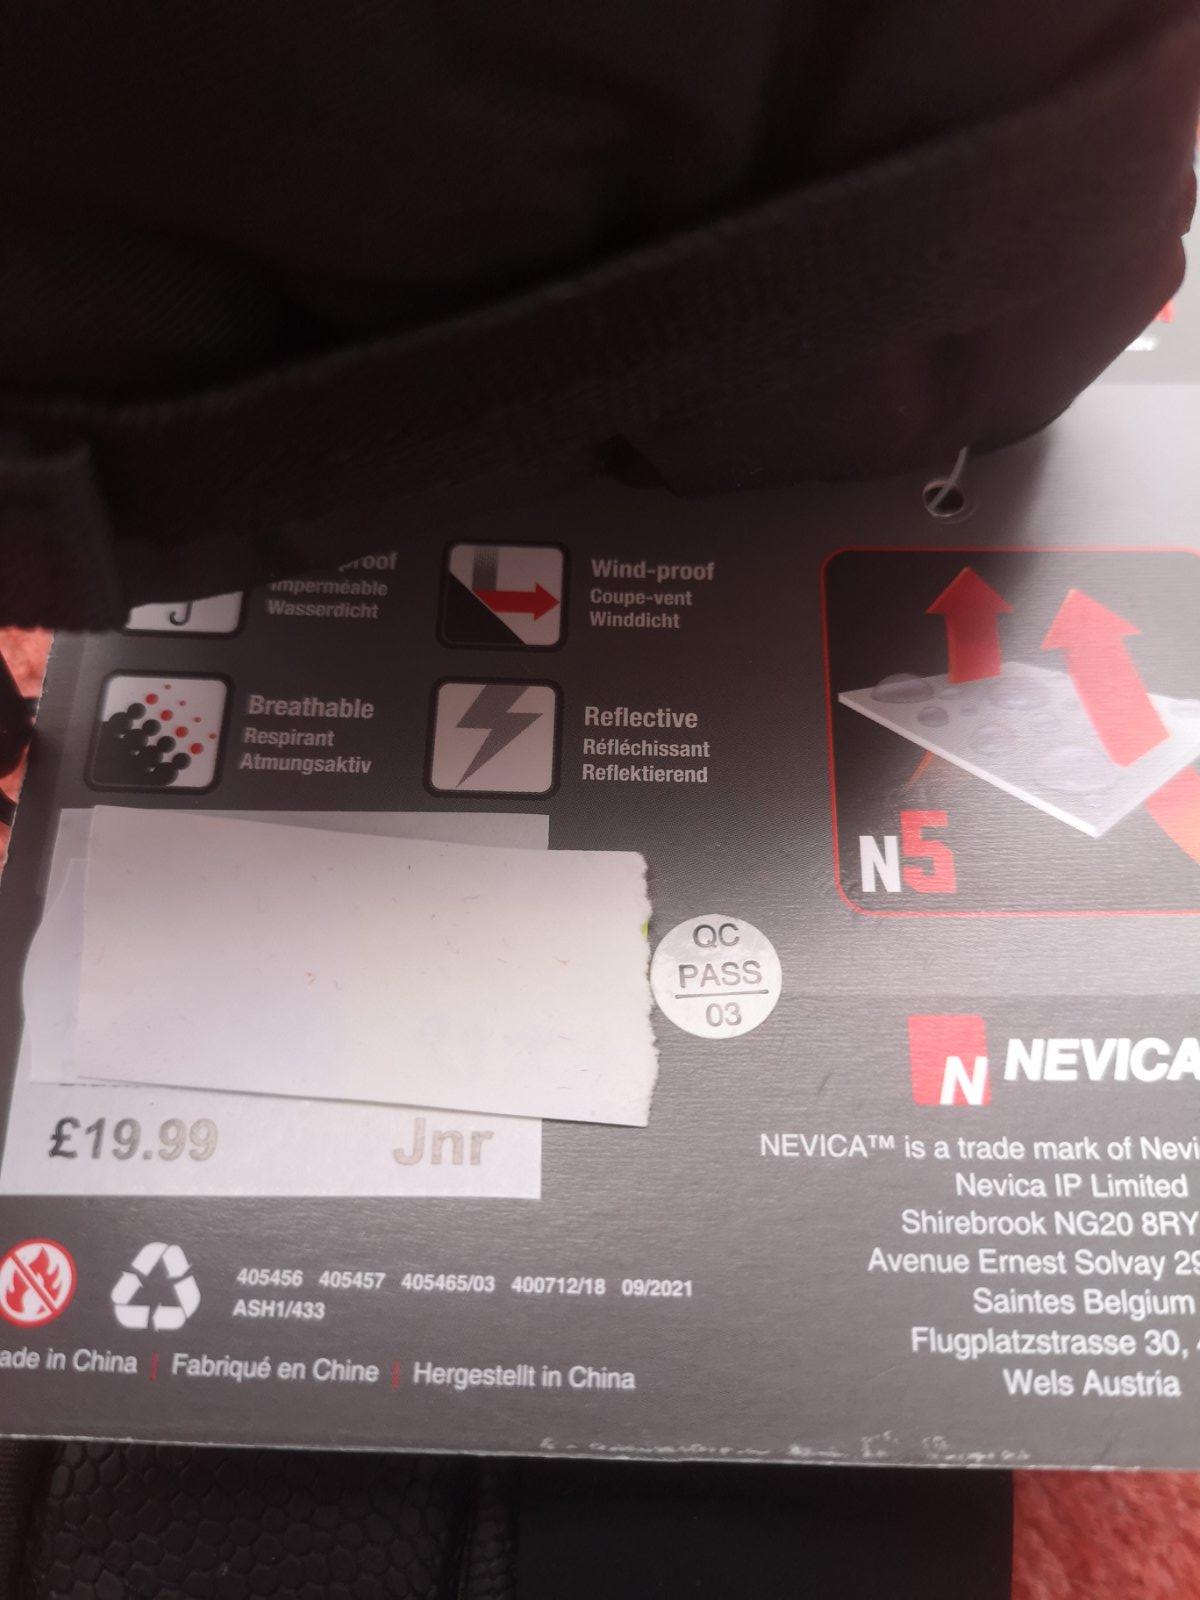 Imperméable
Wasserdicht
Wind-proof
Coupe-vent
Winddicht
Breathable
Respirant
Atmungsaktiv
Reflective
Réfléchissant
Reflektierend
N5
QC
PASS
03
£19.99 Jnr
N NEVICA
NEVICA™ is a trade mark of
Nevica IP Limited
Shirebrook NG20 8RY
Avenue Ernest Solvay
Saintes Belgium
Flugplatzstrasse 30,
Wels Austria
405456 405457 405465/03 400712/18 09/2021
ASH1/433
in China | Fabriqué en Chine | Hergestellt in China